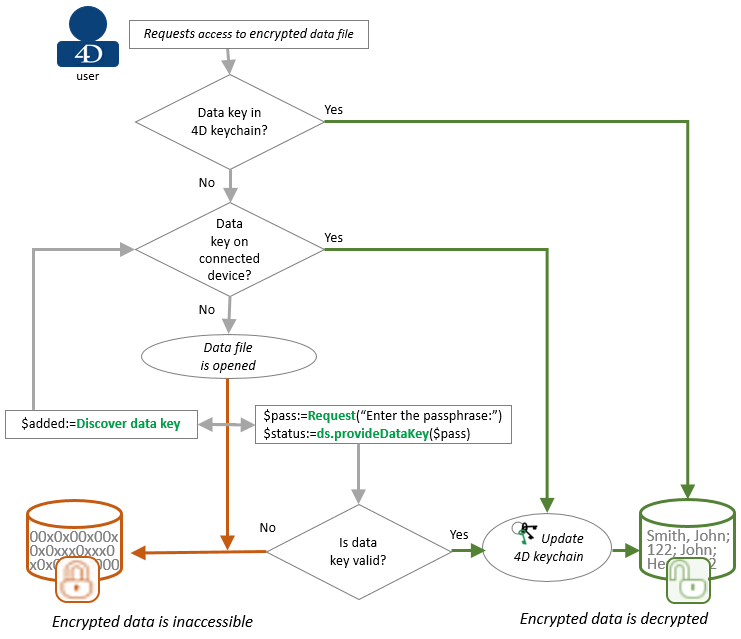 Requests access to encrypted data file
4D
user
Data key in
4D keychain?
Yes
No
Data
key on
connected
device?
Yes
No
Data file
is opened
$added:=Discover data key
$pass:=Request(“Enter the passphrase:”)
$status:=ds.provideDataKey($pass)
No
Is data
key valid?
Yes
Update
4D keychain
00x0x00x00x
0x0xxx0xxx0
x0x0
000
Smith, John;
122; John;
He
2
Encrypted data is inaccessible
Encrypted data is decrypted